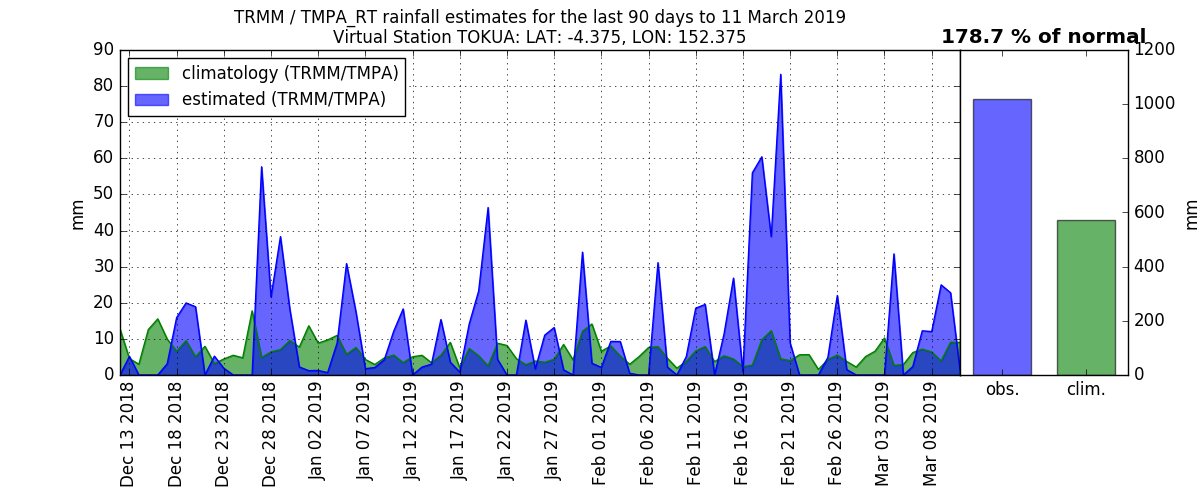 TRMM / TMPA_RT rainfall estimates for the last 90 days to 11 March 2019
Virtual Station TOKUA: LAT: -4.375, LON: 152.375
178.7 % of normal
climatology (TRMM/TMPA)
estimated (TRMM/TMPA)
mm
90
80
70
60
50
40
30
20
10
0
Dec 13 2018
Dec 18 2018
Dec 23 2018
Dec 28 2018
Jan 02 2019
Jan 07 2019
Jan 12 2019
Jan 17 2019
Jan 22 2019
Jan 27 2019
Feb 01 2019
Feb 06 2019
Feb 11 2019
Feb 16 2019
Feb 21 2019
Feb 26 2019
Mar 03 2019
Mar 08 2019
obs.
clim.
1200
1000
800
600
400
200
0
mm